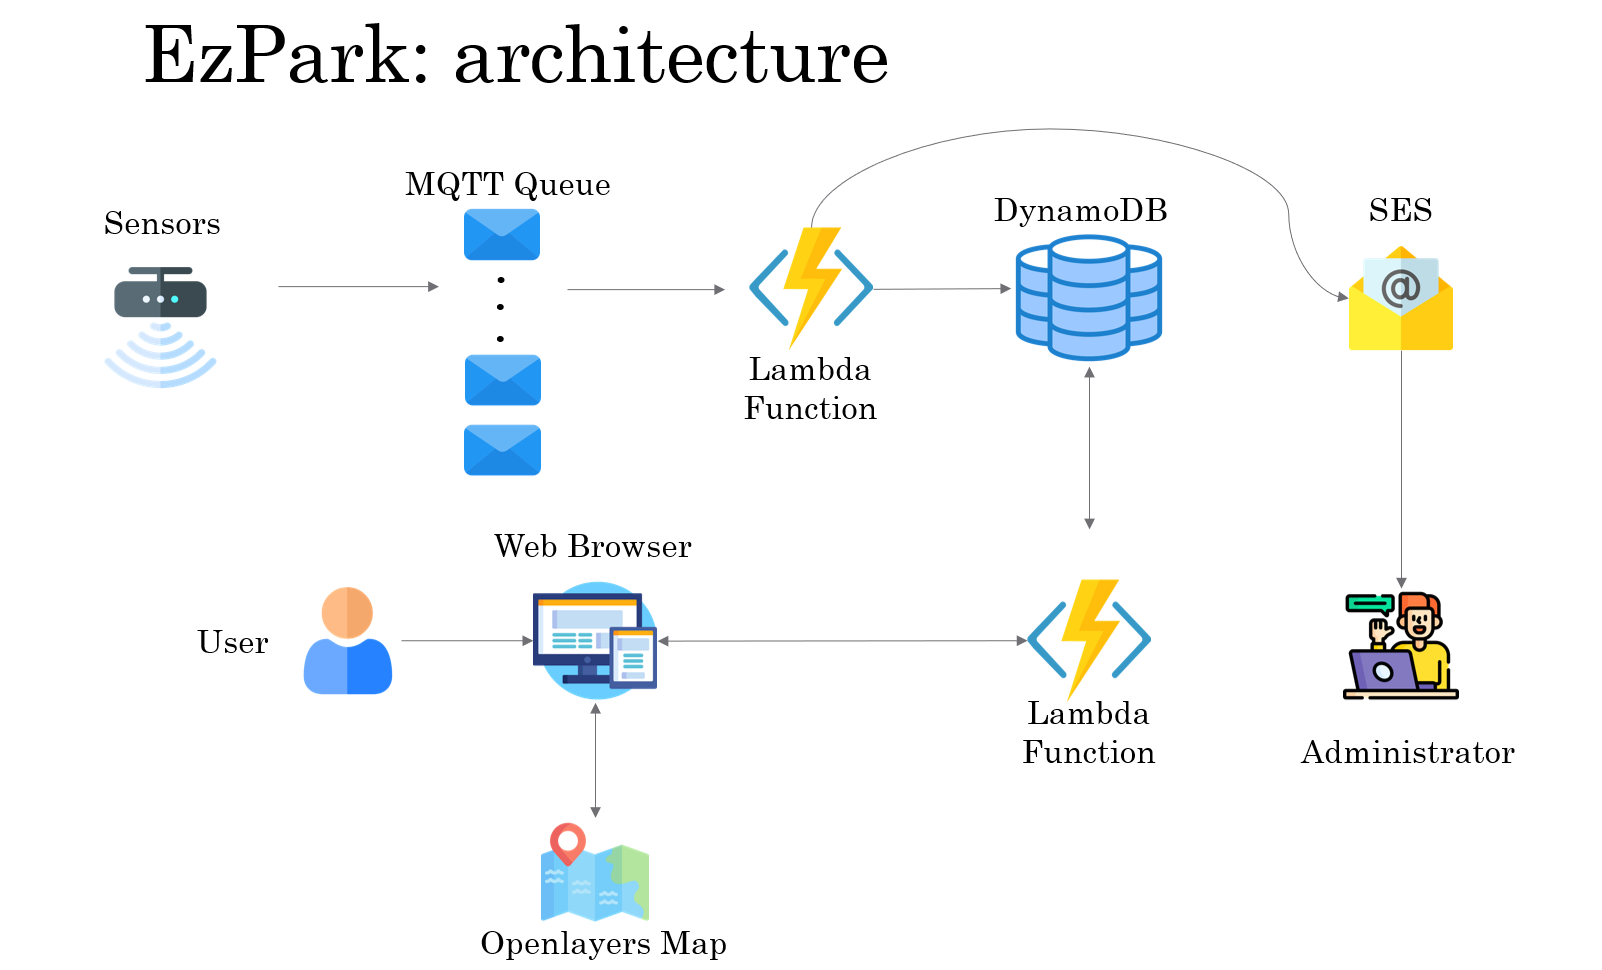 EzPark: architecture
MQTT Queue
Sensors
DynamoDB
SES
@
Lambda
Function
Web Browser
User
Lambda
Function
Administrator
Openlayers Map